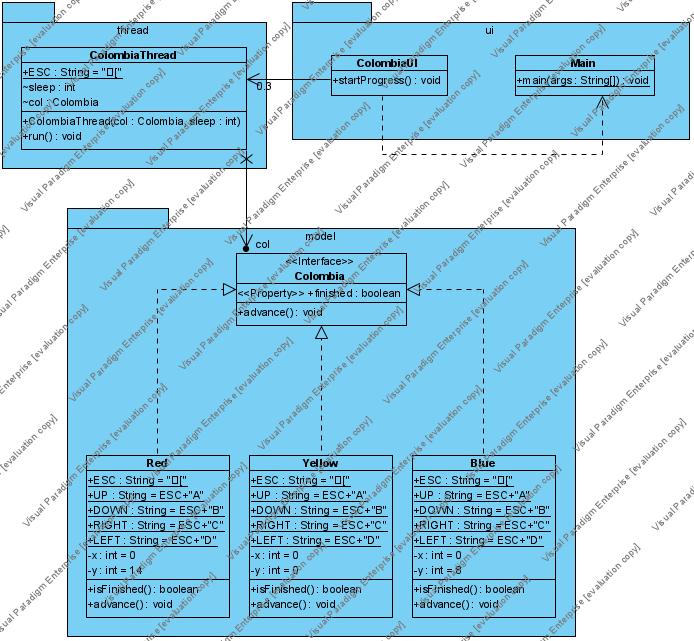 thread
ColombiaThread
+ESC : String = "▯["
~sleep : int
~col : Colombia
+ColombiaThread(col : Colombia, sleep : int)
+run() : void
ui
ColombiaUI
+startProgress() : void
Main
+main(args : String[]) : void
0.3
col
model
<<Interface>>
Colombia
<<Property>> +finished : boolean
+advance() : void
Red
+ESC : String = "▯["
+UP : String = ESC+"A"
+DOWN : String = ESC+"B"
+RIGHT : String = ESC+"C"
+LEFT : String = ESC+"D"
-x : int = 0
-y : int = 14
+isFinished() : boolean
+advance() : void
Yellow
+ESC : String = "▯["
+UP : String = ESC+"A"
+DOWN : String = ESC+"B"
+RIGHT : String = ESC+"C"
+LEFT : String = ESC+"D"
-x : int = 0
-y : int = 0
+isFinished() : boolean
+advance() : void
Blue
+ESC : String = "▯["
+UP : String = ESC+"A"
+DOWN : String = ESC+"B"
+RIGHT : String = ESC+"C"
+LEFT : String = ESC+"D"
-x : int = 0
-y : int = 8
+isFinished() : boolean
+advance() : void
Visual Paradigm Enterprise [evaluation copy]